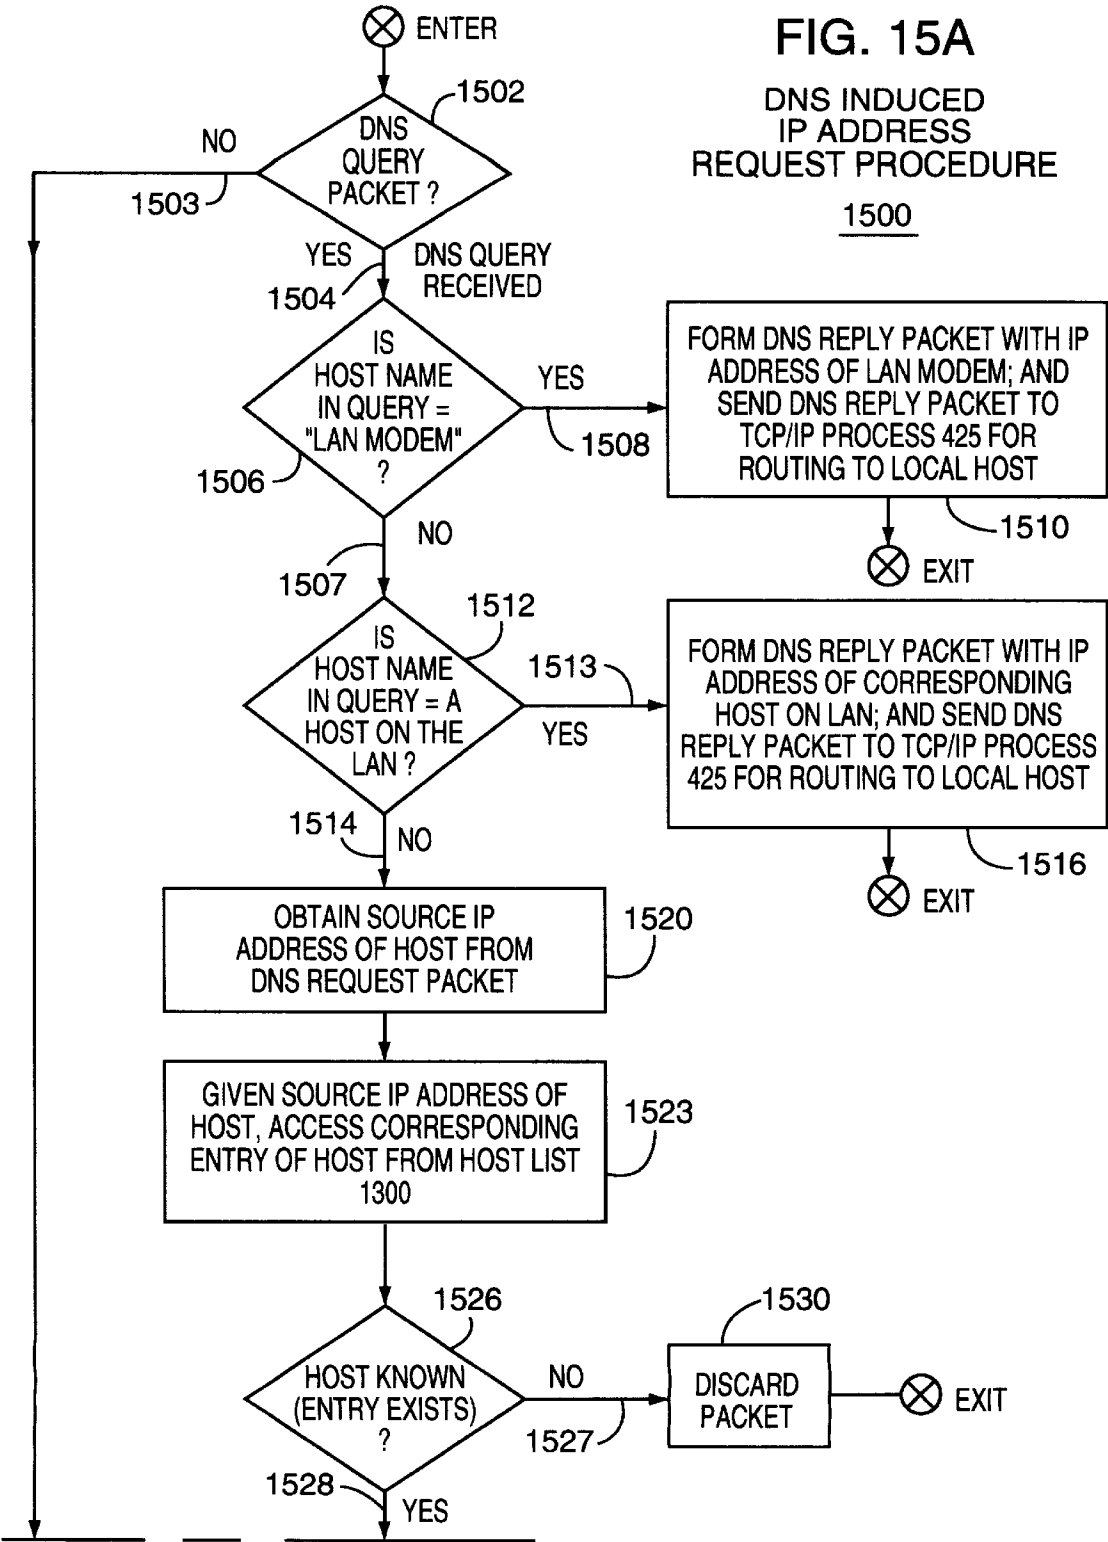 ENTER
FIG. 15A
DNS INDUCED
IP ADDRESS
REQUEST PROCEDURE
1500
1502
DNS
QUERY
PACKET ?
NO
1503
YES
DNS QUERY
RECEIVED
1504
IS
HOST NAME
IN QUERY =
"LAN MODEM"
?
1506
YES
1508
FORM DNS REPLY PACKET WITH IP
ADDRESS OF LAN MODEM; AND
SEND DNS REPLY PACKET TO
TCP/IP PROCESS 425 FOR
ROUTING TO LOCAL HOST
1510
EXIT
NO
1507
1512
IS
HOST NAME
IN QUERY = A
HOST ON THE
LAN ?
1513
YES
FORM DNS REPLY PACKET WITH IP
ADDRESS OF CORRESPONDING
HOST ON LAN; AND SEND DNS
REPLY PACKET TO TCP/IP PROCESS
425 FOR ROUTING TO LOCAL HOST
1516
EXIT
1514
NO
OBTAIN SOURCE IP
ADDRESS OF HOST FROM
DNS REQUEST PACKET
1520
GIVEN SOURCE IP ADDRESS OF
HOST, ACCESS CORRESPONDING
ENTRY OF HOST FROM HOST LIST
1300
1523
1526
HOST KNOWN
(ENTRY EXISTS)
?
NO
1527
1530
DISCARD
PACKET
EXIT
1528
YES